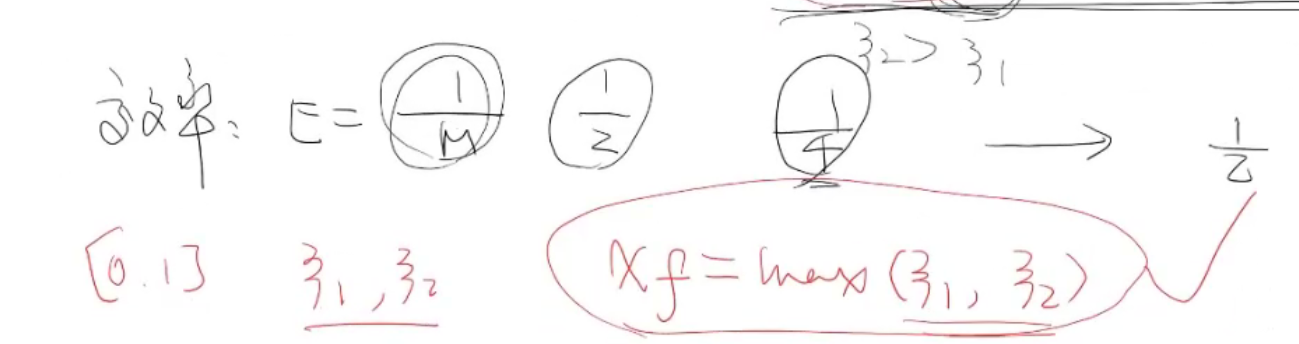 ξ₂ > ξ₁
效率: E = 1/M 1/2 1/4 → 1/2
[0.1] ξ₁, ξ₂ Xf = max (ξ₁, ξ₂)